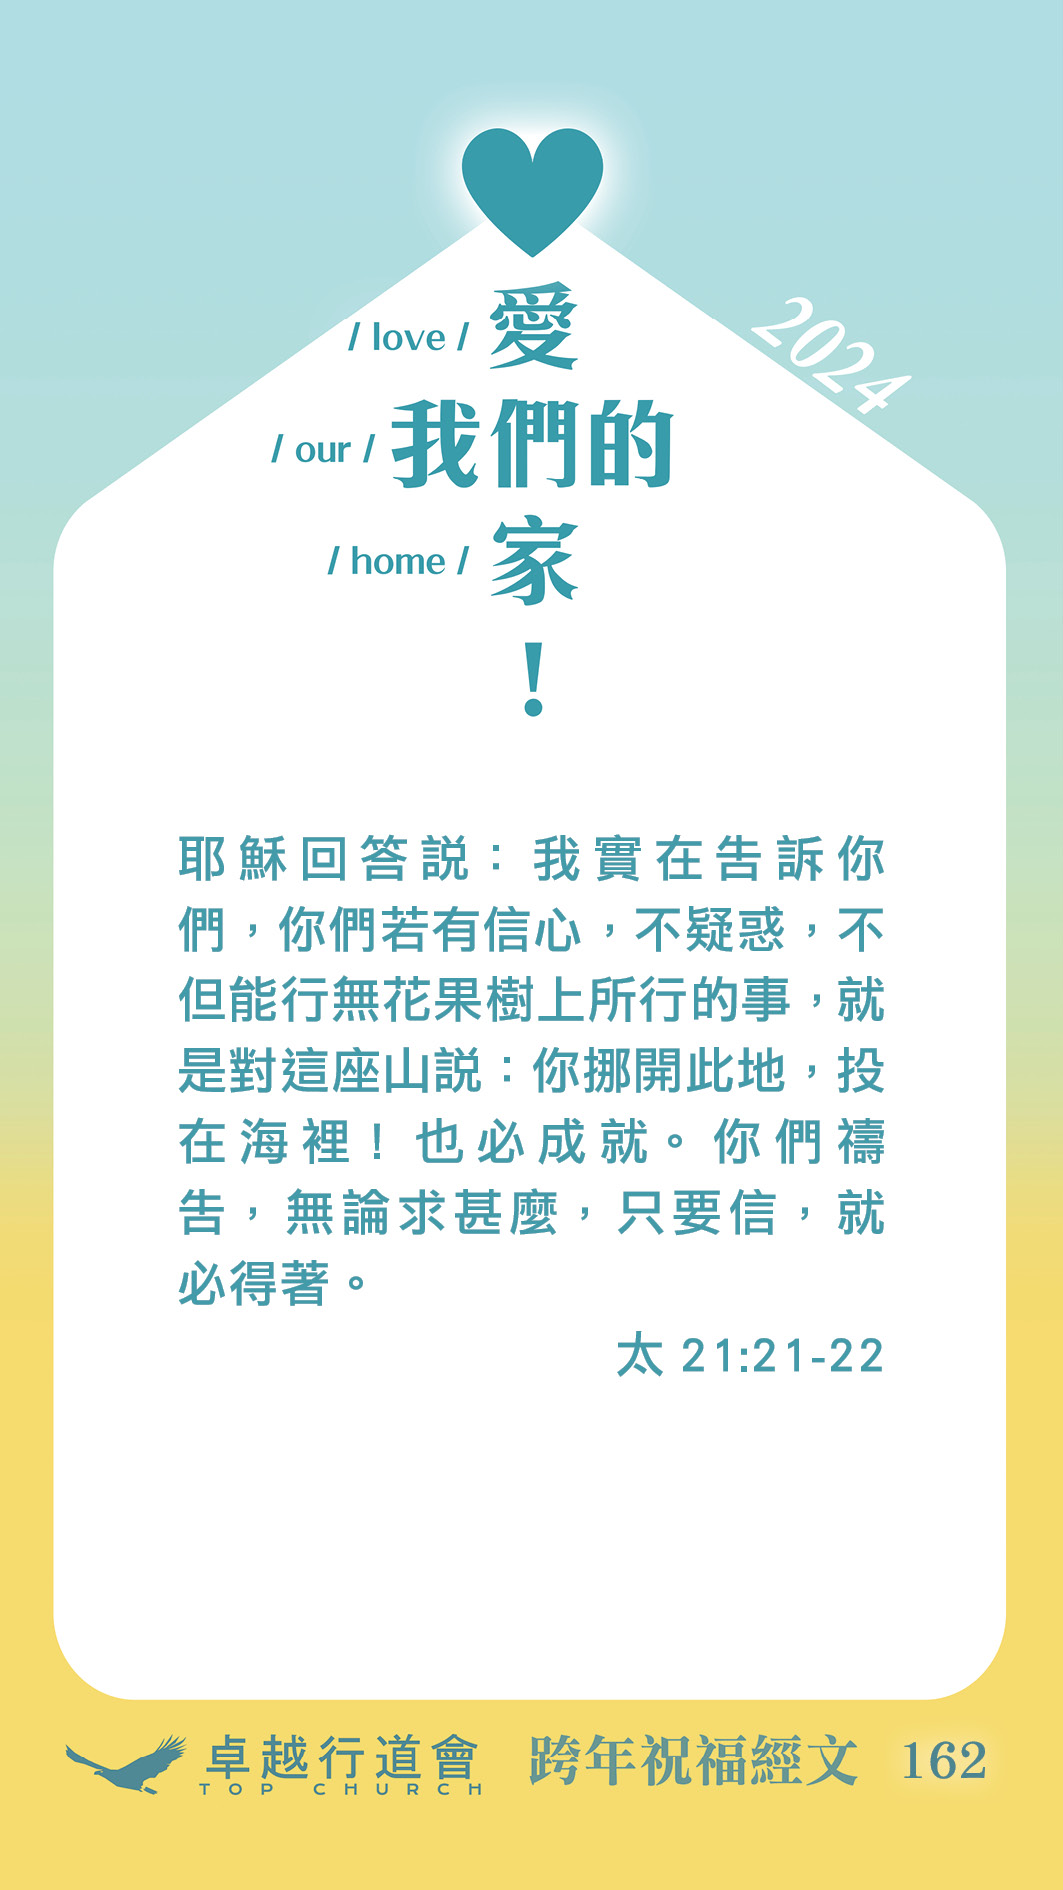 / love / 愛
2024
/ our / 我們的
/ home / 家
!
耶穌回答説：我實在告訴你
們，你們若有信心，不疑惑，不
但能行無花果樹上所行的事，就
是對這座山説：你挪開此地，投
在海裡！也必成就。你們禱
告，無論求甚麼，只要信，就
必得著。
太 21:21-22
卓越行道會 跨年祝福經文 162
TOP CHURCH